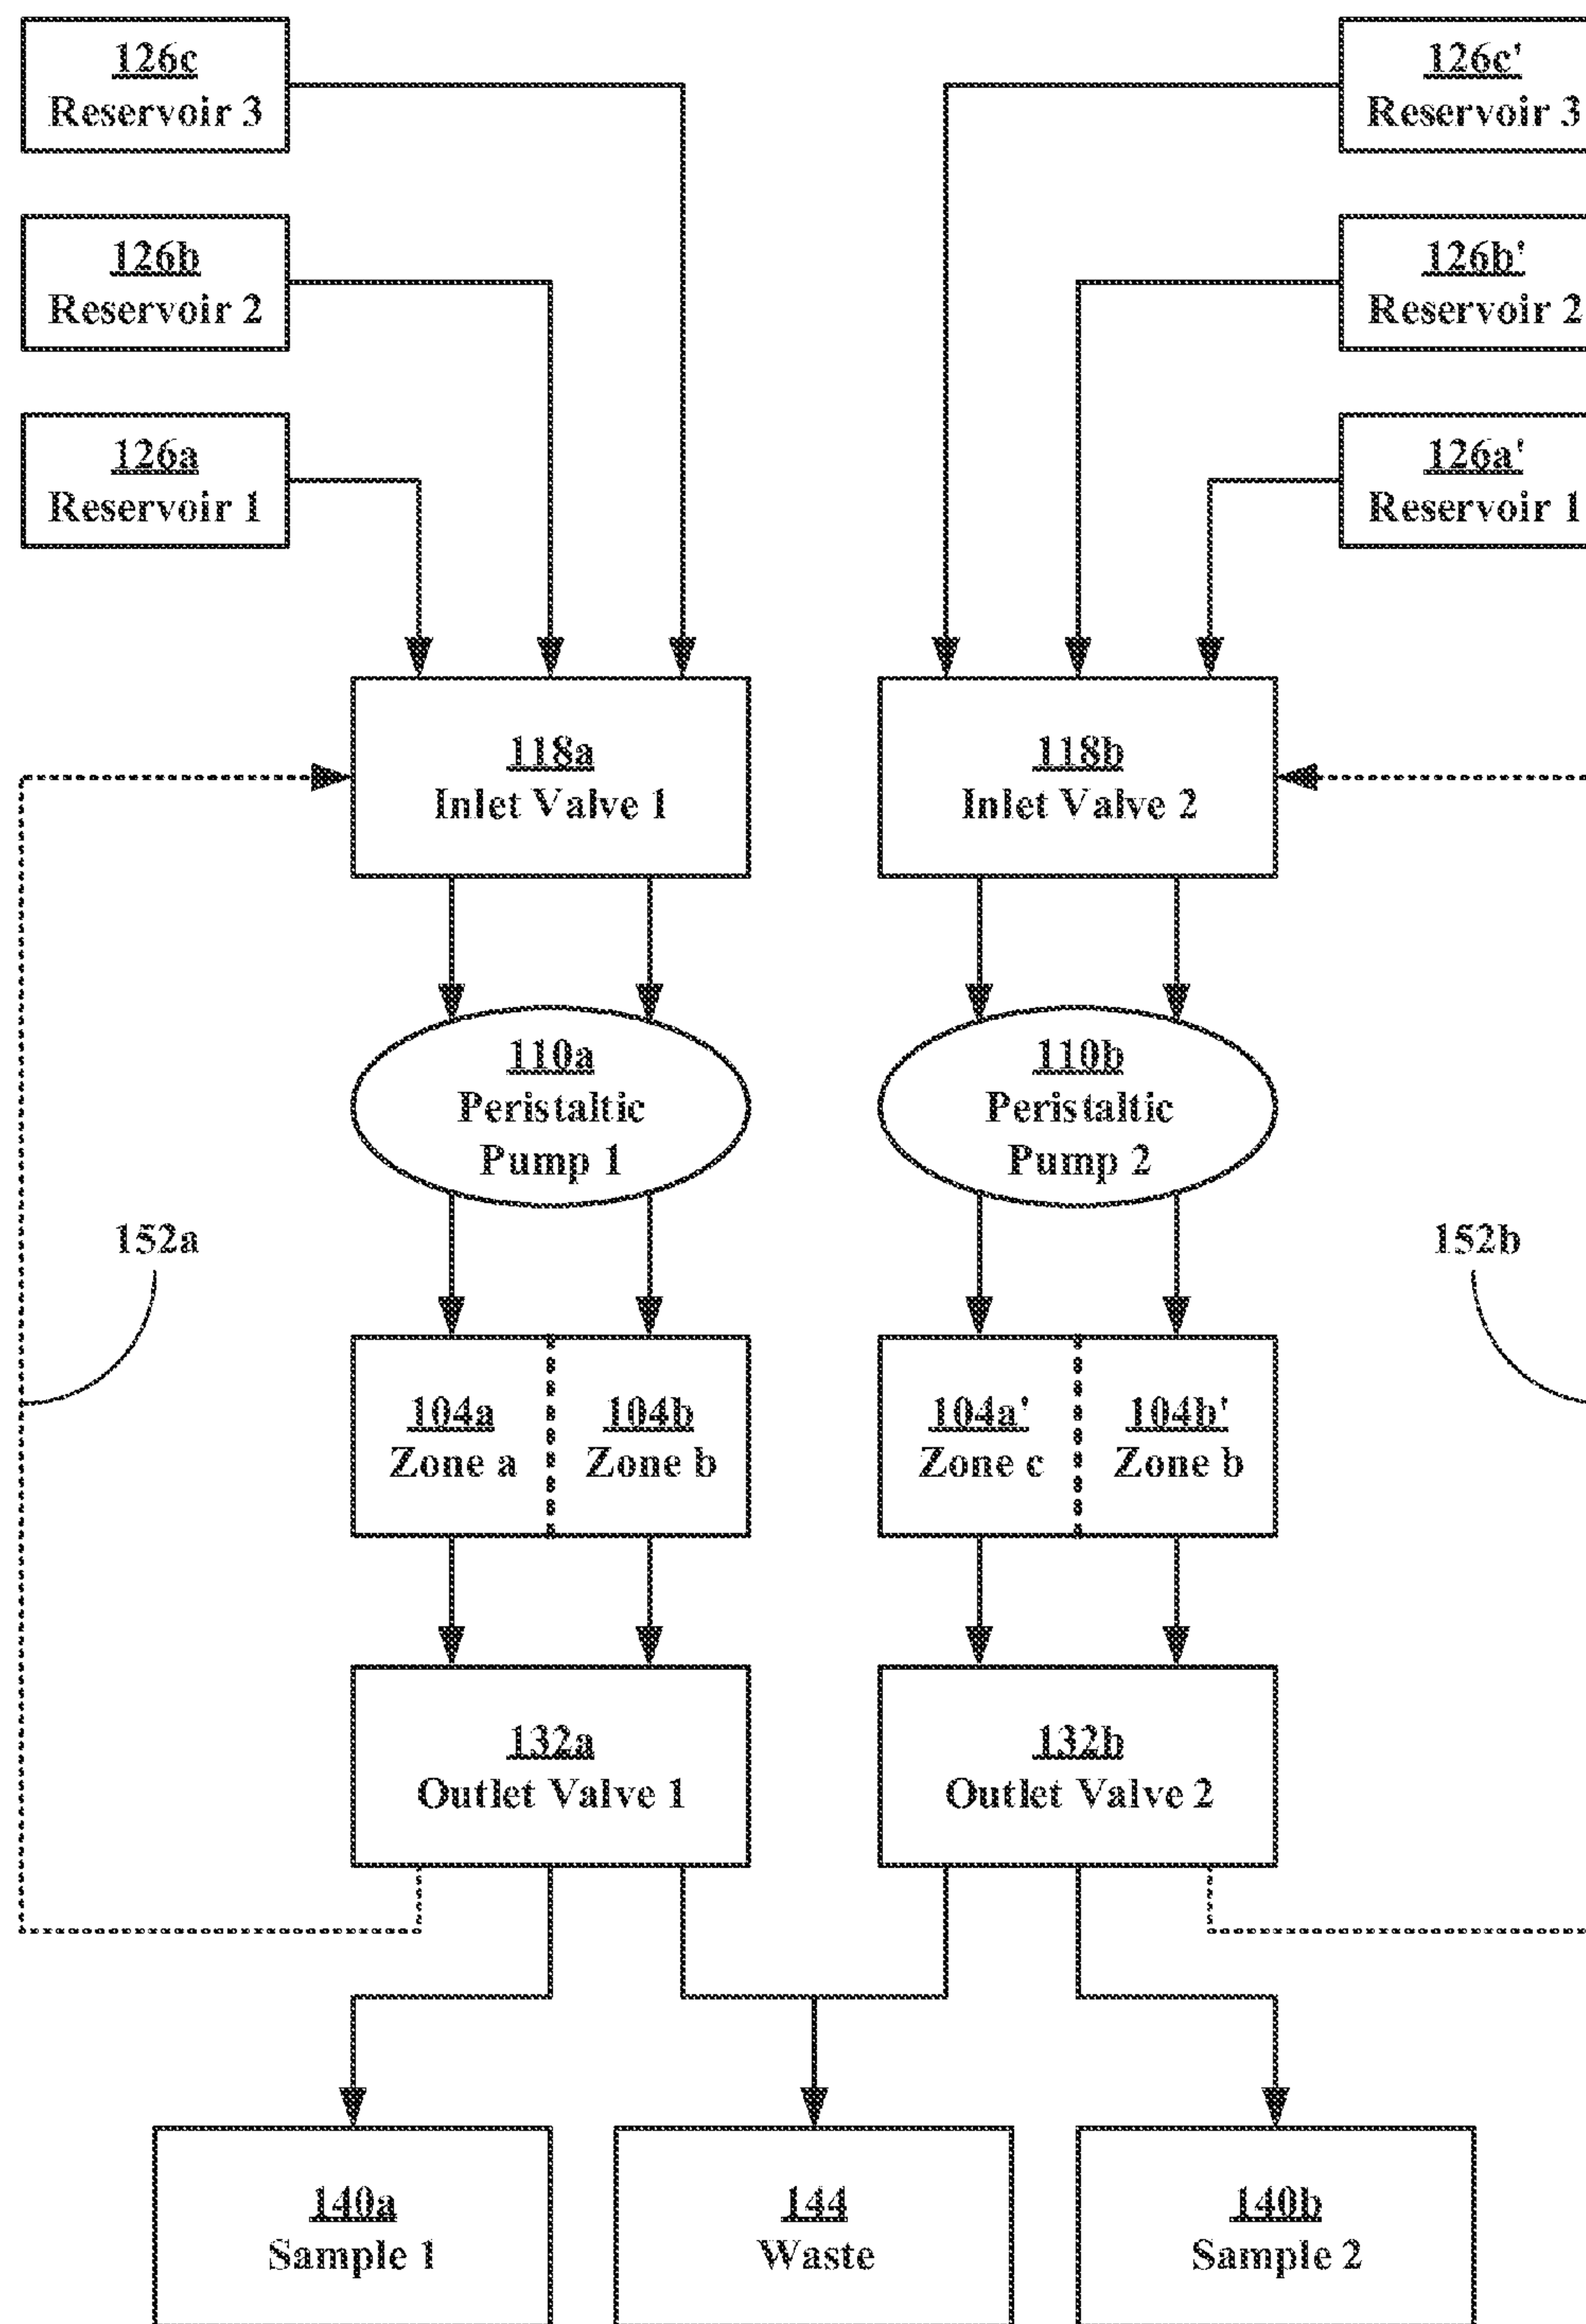 126c
Reservoir 3
126c'
Reservoir 3
126b
Reservoir 2
126b'
Reservoir 2
126a
Reservoir 1
126a'
Reservoir 1
118a
Inlet Valve 1
118b
Inlet Valve 2
110a
Peristaltic
Pump 1
110b
Peristaltic
Pump 2
152a
152b
104a
Zone a
104b
Zone b
104a'
Zone c
104b'
Zone b
132a
Outlet Valve 1
132b
Outlet Valve 2
140a
Sample 1
144
Waste
140b
Sample 2